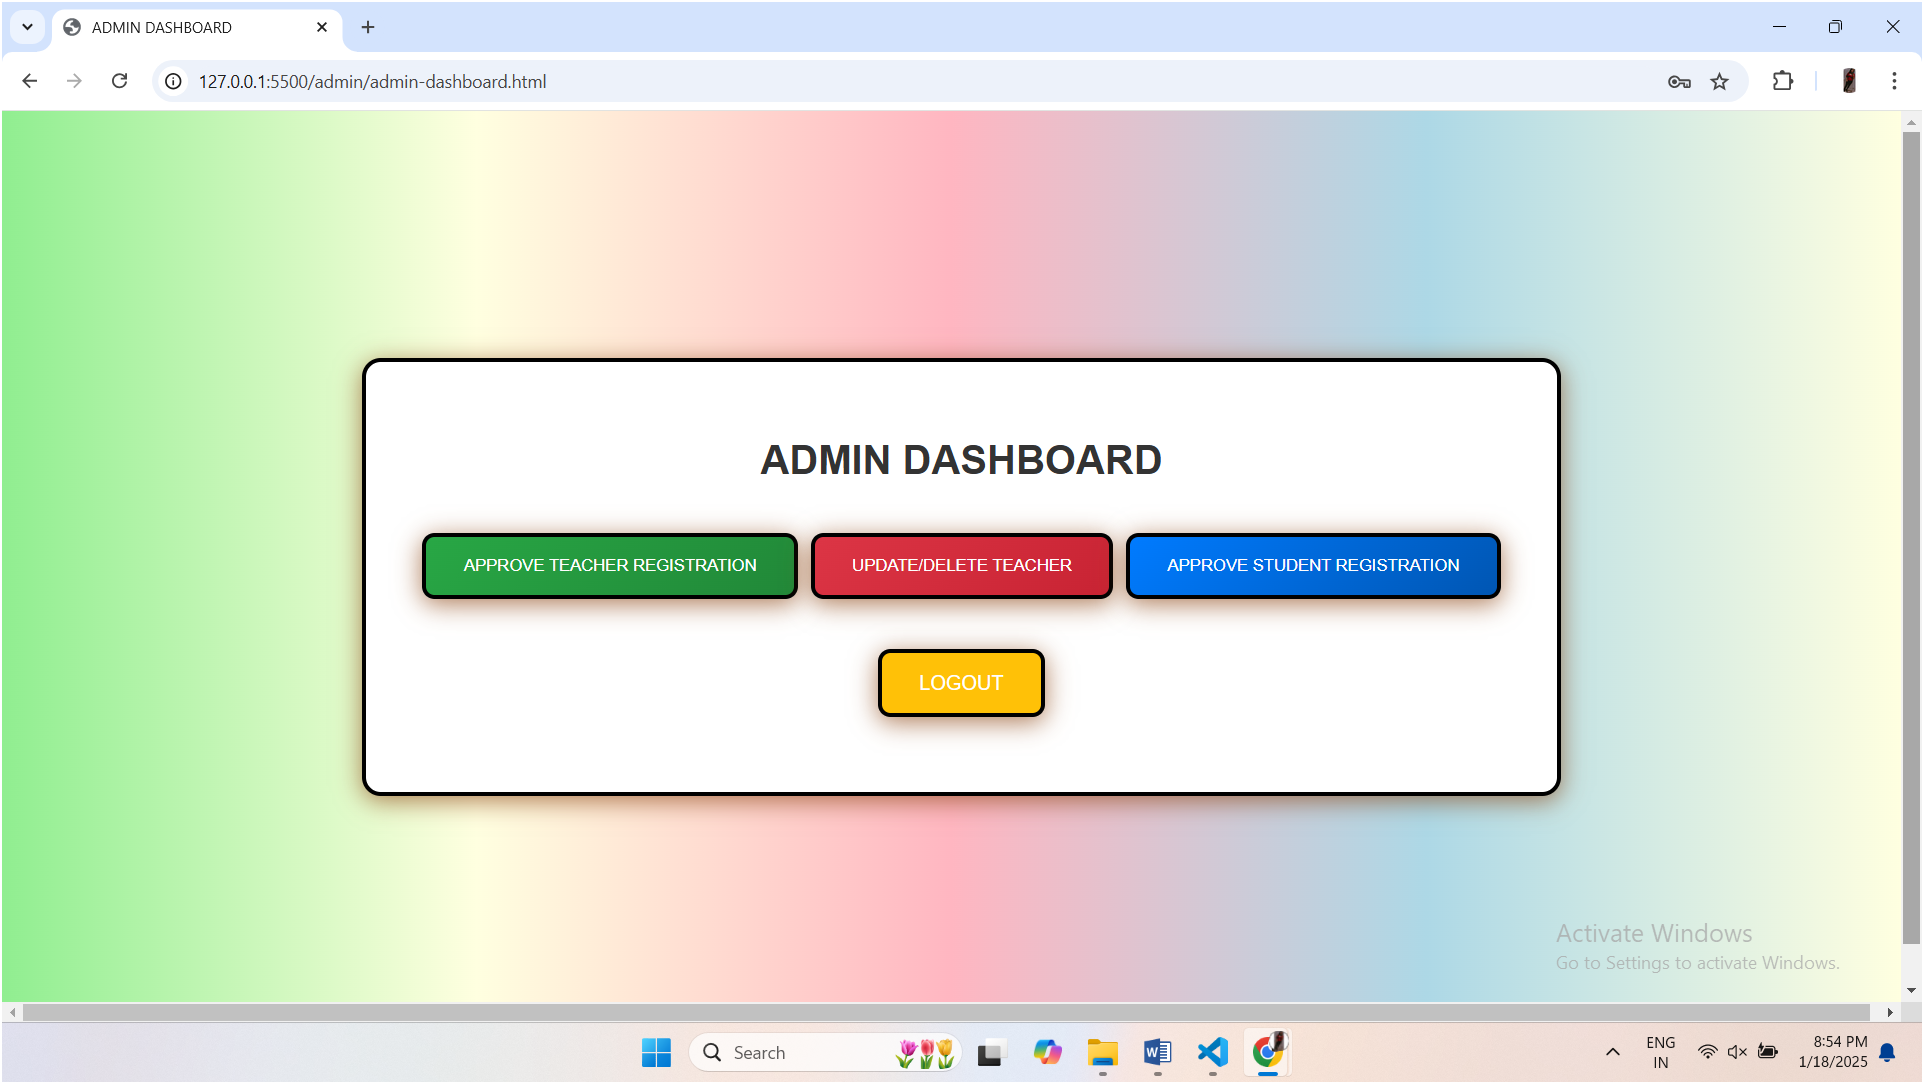 ADMIN DASHBOARD
127.0.0.1:5500/admin/admin-dashboard.html
ADMIN DASHBOARD
APPROVE TEACHER REGISTRATION
UPDATE/DELETE TEACHER
APPROVE STUDENT REGISTRATION
LOGOUT
Activate Windows
Go to Settings to activate Windows.
Search
ENG
IN
8:54 PM
1/18/2025